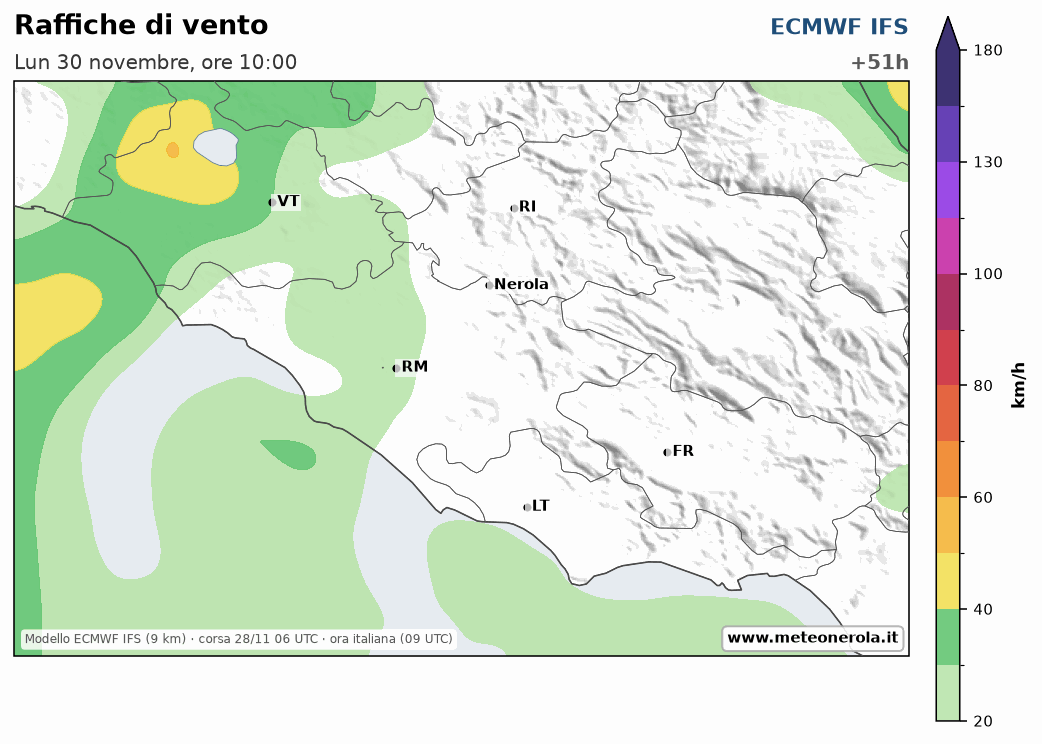 Raffiche di vento
ECMWF IFS
Lun 30 novembre, ore 10:00
+51h
VT
RI
Nerola
RM
FR
LT
180
130
100
80
60
40
20
km/h
Modello ECMWF IFS (9 km) · corsa 28/11 06 UTC · ora italiana (09 UTC)
www.meteonerola.it